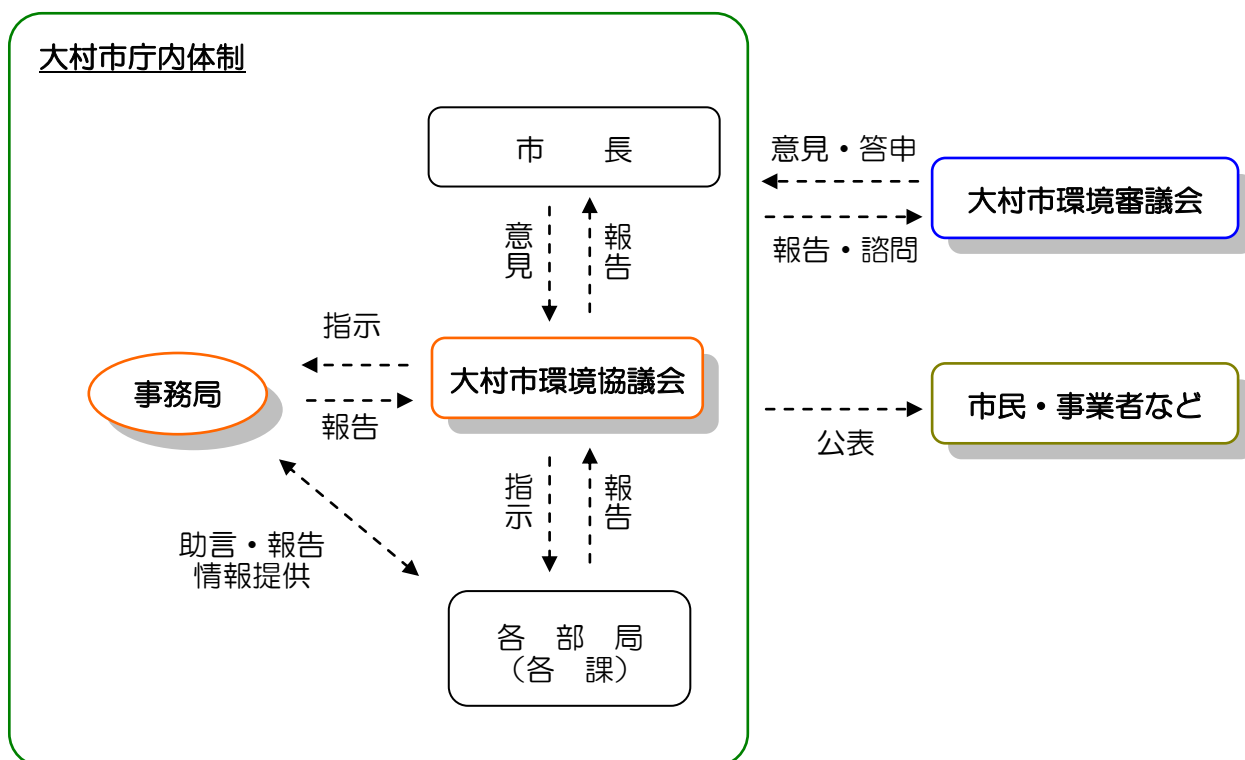 大村市庁内体制
市　　長
意見・答申
大村市環境審議会
報告・諮問
意見
報告
指示
大村市環境協議会
事務局
報告
市民・事業者など
公表
指示
報告
助言・報告
情報提供
各　部　局
（各　課）